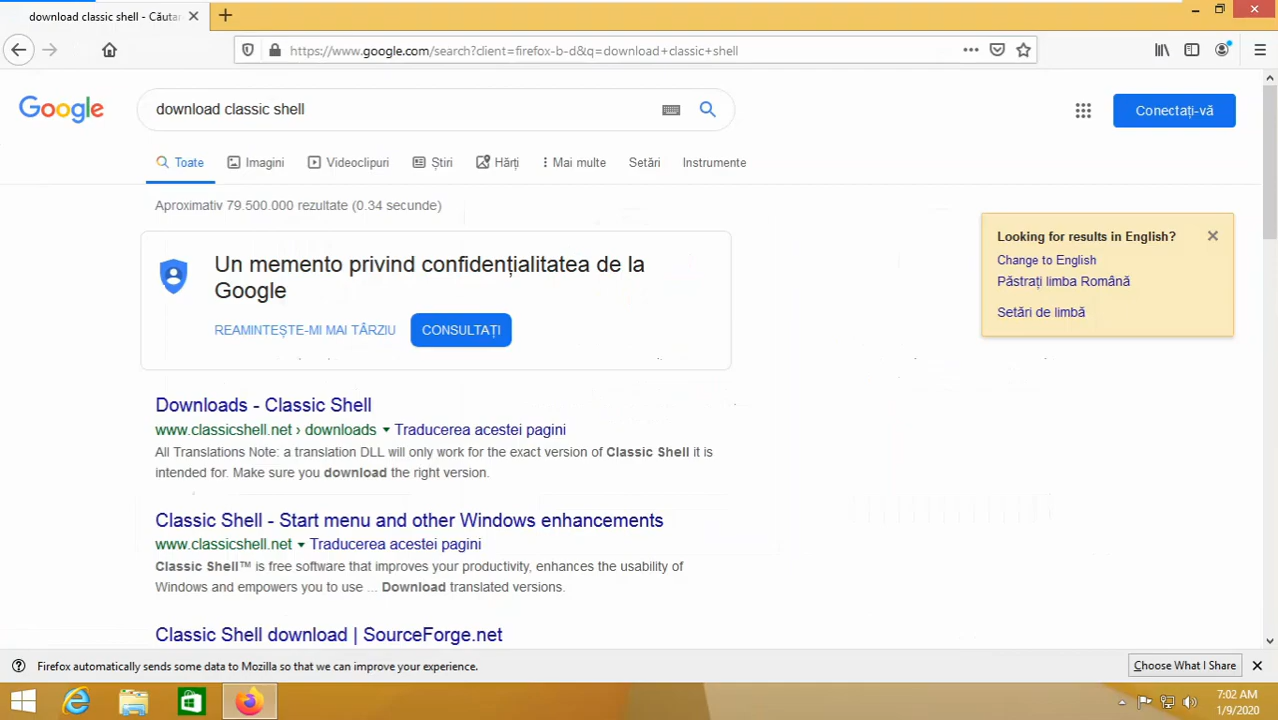 download classic shell - Căutar
https://www.google.com/search?client=firefox-b-d&q=download+classic+shell
Google
download classic shell
Conectați-vă
Toate Imagini Videoclipuri Știri Hărți Mai multe Setări Instrumente
Aproximativ 79.500.000 rezultate (0.34 secunde)
Un memento privind confidențialitatea de la
Google
REAMINTEȘTE-MI MAI TÂRZIU CONSULTAȚI
Looking for results in English?
Change to English
Păstrați limba Română
Setări de limbă
Downloads - Classic Shell
www.classicshell.net › downloads Traducerea acestei pagini
All Translations Note: a translation DLL will only work for the exact version of Classic Shell it is
intended for. Make sure you download the right version.
Classic Shell - Start menu and other Windows enhancements
www.classicshell.net Traducerea acestei pagini
Classic Shell™ is free software that improves your productivity, enhances the usability of
Windows and empowers you to use ... Download translated versions.
Classic Shell download | SourceForge.net
Firefox automatically sends some data to Mozilla so that we can improve your experience.
Choose What I Share
7:02 AM
1/9/2020